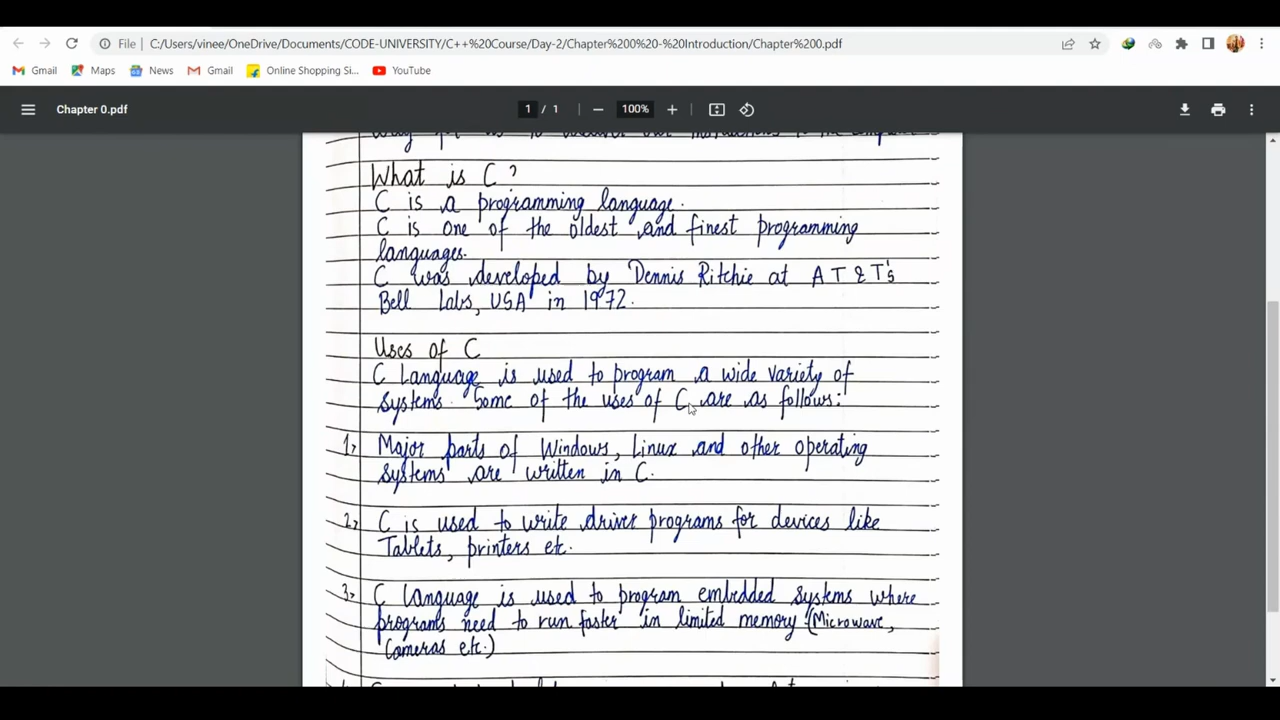 File
C:/Users/vinee/OneDrive/Documents/CODE-UNIVERSITY/C++%20Course/Day-2/Chapter%200%20-%20Introduction/Chapter%200.pdf
Gmail Maps News Gmail Online Shopping Si... YouTube
Chapter 0.pdf 1 / 1 100%
What is C?
C is a programming language.
C is one of the oldest and finest programming
languages.
C was developed by Dennis Ritchie at AT&T's
Bell Labs, USA in 1972.
Uses of C
C Language is used to program a wide variety of
systems. Some of the uses of C are as follows:
1> Major parts of Windows, Linux and other operating
systems are written in C.
2> C is used to write driver programs for devices like
Tablets, printers etc.
3> C Language is used to program embedded systems where
programs need to run faster in limited memory (Microwave,
Cameras etc.)